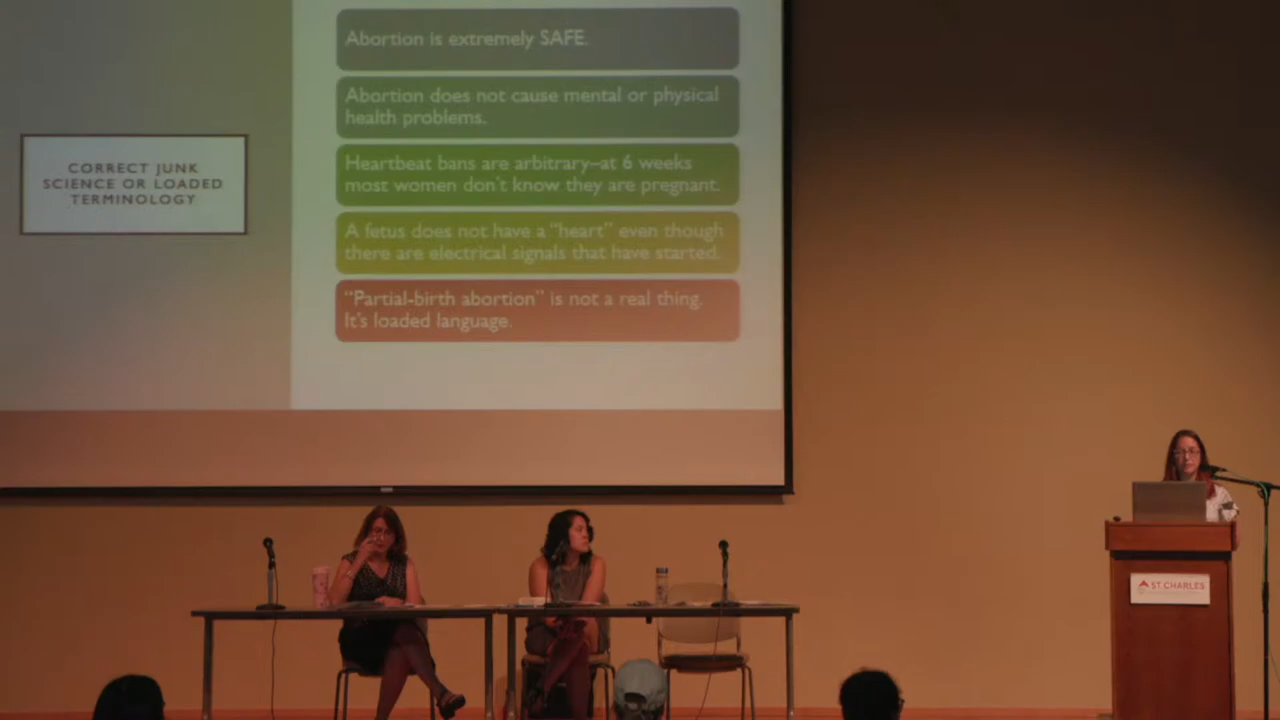 Abortion is extremely SAFE.
Abortion does not cause mental or physical
health problems.
CORRECT JUNK
SCIENCE OR LOADED
TERMINOLOGY
Heartbeat bans are arbitrary–at 6 weeks
most women don't know they are pregnant.
A fetus does not have a "heart" even though
there are electrical signals that have started.
"Partial-birth abortion" is not a real thing.
It's loaded language.
ST.CHARLES